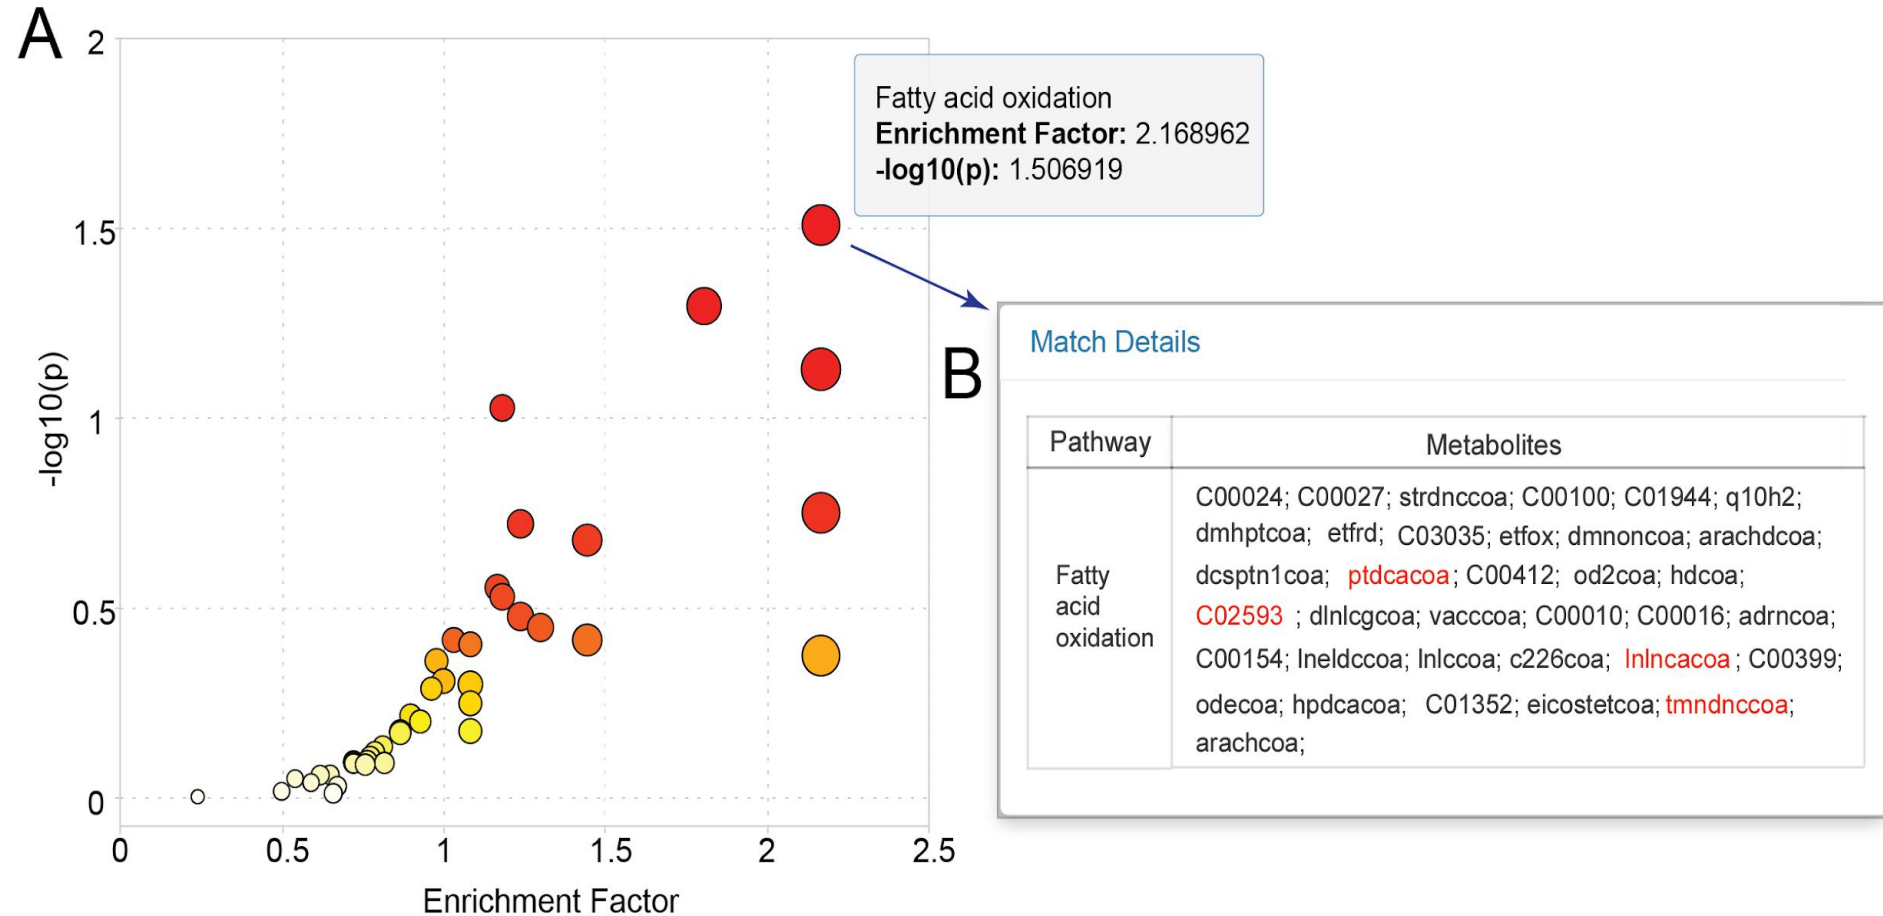 A
2
1.5
1
0.5
0
-log10(p)
0 0.5 1 1.5 2 2.5
Enrichment Factor
Fatty acid oxidation
Enrichment Factor: 2.168962
-log10(p): 1.506919
B
Match Details
Pathway Metabolites
Fatty
acid
oxidation
C00024; C00027; strdnccoa; C00100; C01944; q10h2;
dmhptcoa; etfrd; C03035; etfox; dmnoncoa; arachdcoa;
dcsptn1coa; ptdcacoa; C00412; od2coa; hdcoa;
C02593 ; dlnlcgcoa; vacccoa; C00010; C00016; adrncoa;
C00154; lneldccoa; lnlccoa; c226coa; lnlncacoa ; C00399;
odecoa; hpdcacoa; C01352; eicostetcoa; tmndnccoa;
arachcoa;